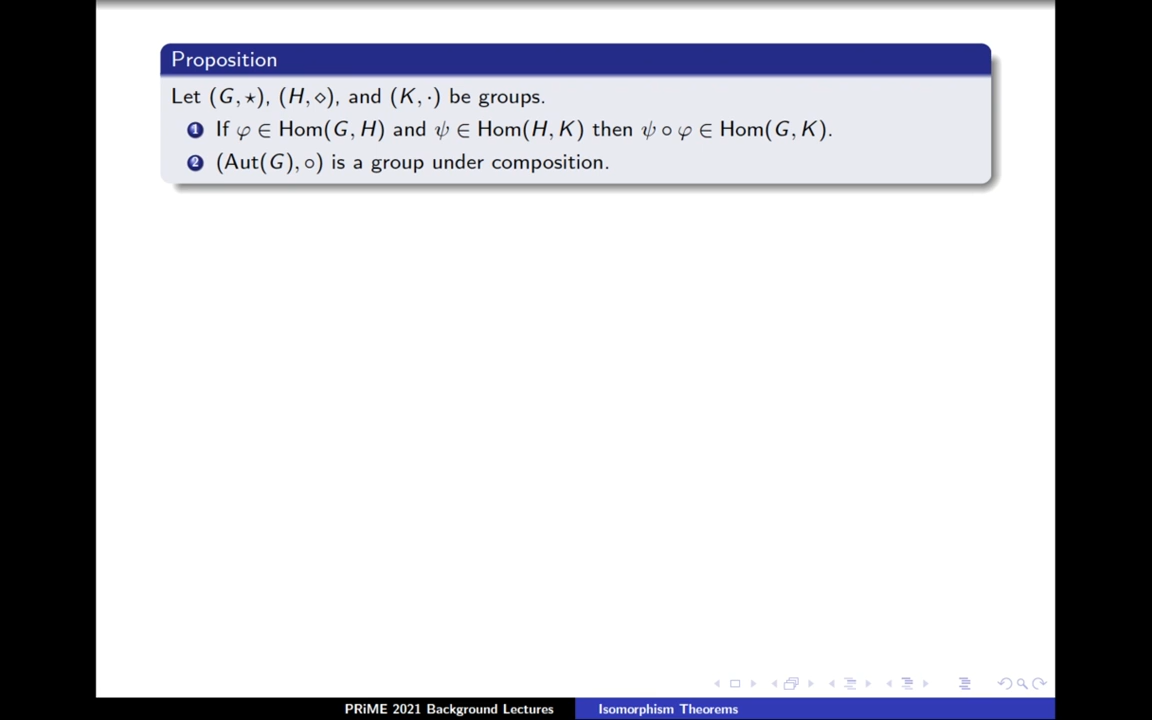 Proposition
Let (G, ⋆), (H, ⋄), and (K, ·) be groups.
1 If φ ∈ Hom(G, H) and ψ ∈ Hom(H, K) then ψ ∘ φ ∈ Hom(G, K).
2 (Aut(G), ∘) is a group under composition.
PRiME 2021 Background Lectures Isomorphism Theorems